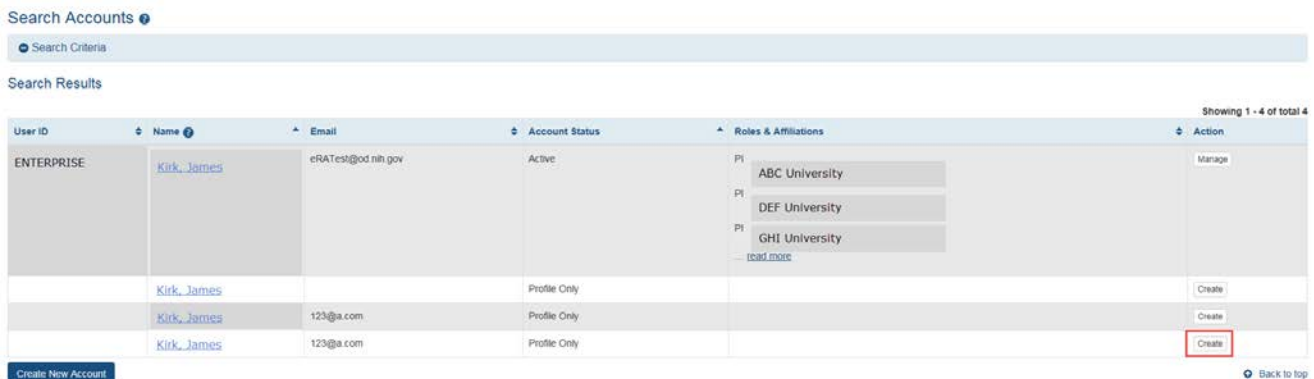 Search Accounts
Search Criteria
Search Results
Showing 1 - 4 of total 4
User ID Name Email Account Status Roles & Affiliations Action
ENTERPRISE Kirk, James eRATest@od.nih.gov Active PI ABC University Manage
PI DEF University
PI GHI University
... read more
Kirk, James Profile Only Create
Kirk, James 123@a.com Profile Only Create
Kirk, James 123@a.com Profile Only Create
Create New Account Back to top